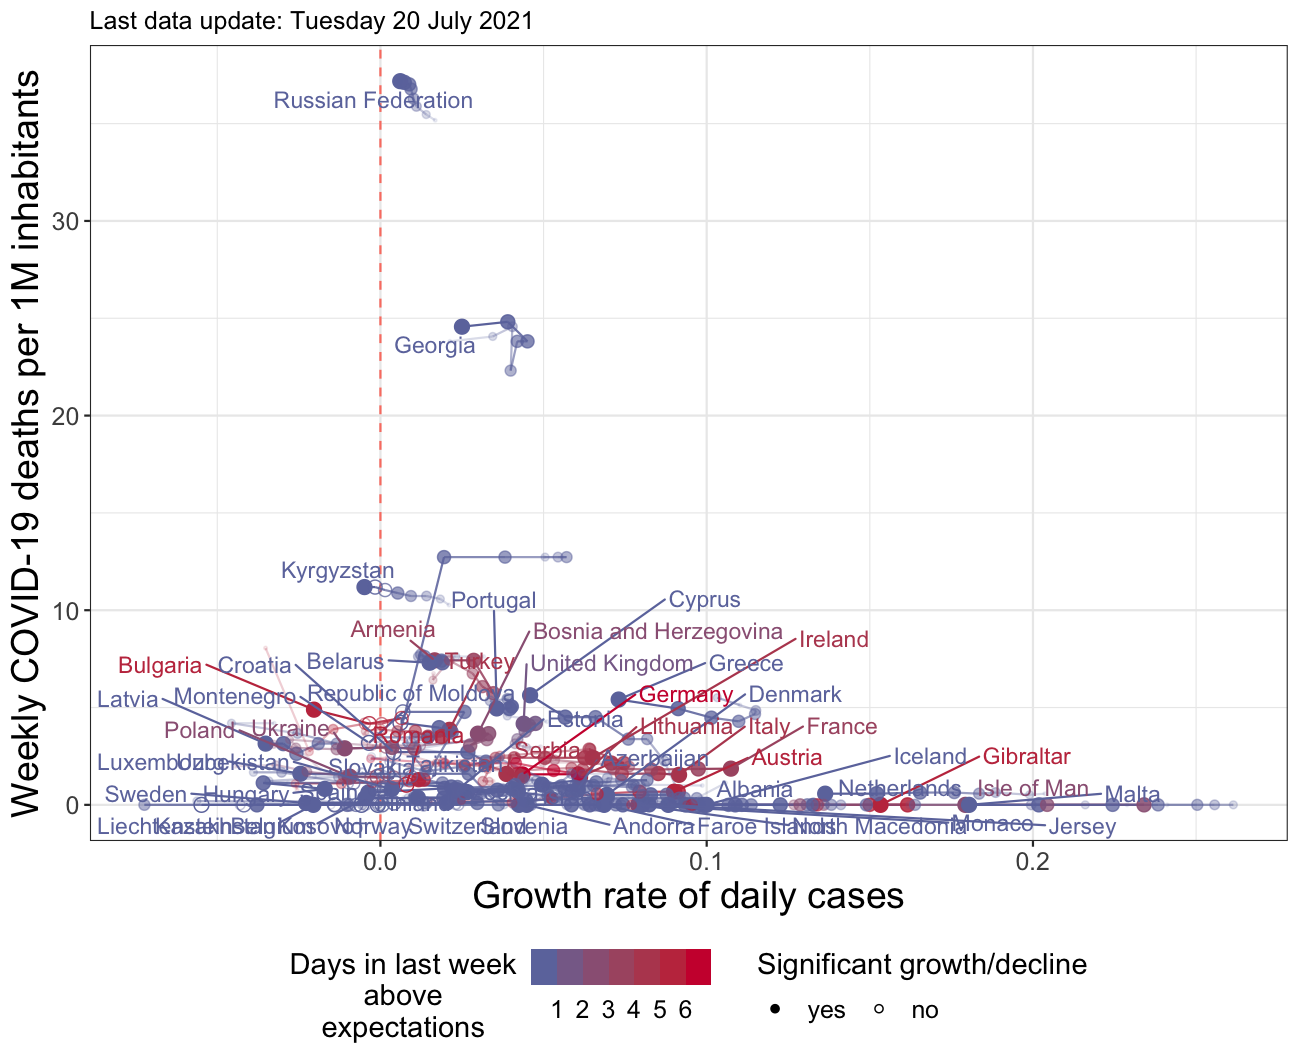 Last data update: Tuesday 20 July 2021
Weekly COVID-19 deaths per 1M inhabitants
30
20
10
0
Russian Federation
Georgia
Kyrgyzstan
Portugal
Cyprus
Armenia
Bosnia and Herzegovina
Ireland
Bulgaria
Croatia
Belarus
Turkey
United Kingdom
Greece
Latvia
Montenegro
Republic of Moldova
Germany
Denmark
Poland
Ukraine
Romania
Estonia
Lithuania
Italy
France
Serbia
Azerbaijan
Austria
Iceland
Gibraltar
Luxembourg
Uzbekistan
Slovakia
Sweden
Hungary
Spain
Albania
Netherlands
Isle of Man
Malta
Liechtenstein
Kazakhstan
Belgium
Kosovo
Norway
Switzerland
Slovenia
Andorra
Faroe Islands
North Macedonia
Monaco
Jersey
0.0
0.1
0.2
Growth rate of daily cases
Days in last week
above
expectations
1 2 3 4 5 6
Significant growth/decline
yes
no